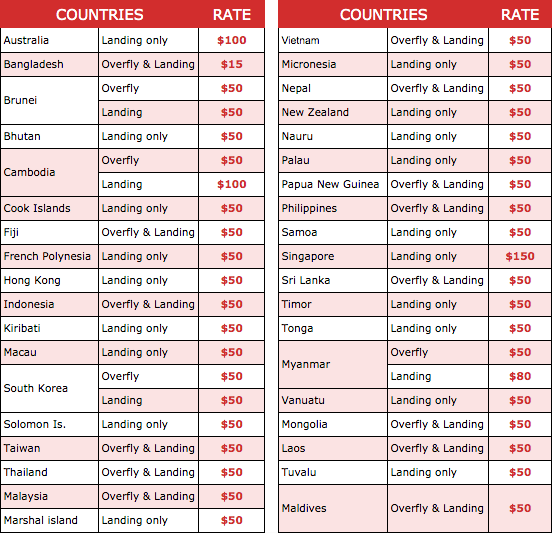 COUNTRIES RATE
Australia Landing only $100
Bangladesh Overfly & Landing $15
Brunei Overfly $50
Landing $50
Bhutan Landing only $50
Cambodia Overfly $50
Landing $100
Cook Islands Landing only $50
Fiji Overfly & Landing $50
French Polynesia Landing only $50
Hong Kong Landing only $50
Indonesia Overfly & Landing $50
Kiribati Landing only $50
Macau Landing only $50
South Korea Overfly $50
Landing $50
Solomon Is. Landing only $50
Taiwan Overfly & Landing $50
Thailand Overfly & Landing $50
Malaysia Overfly & Landing $50
Marshal island Landing only $50
COUNTRIES RATE
Vietnam Overfly & Landing $50
Micronesia Landing only $50
Nepal Overfly & Landing $50
New Zealand Landing only $50
Nauru Landing only $50
Palau Landing only $50
Papua New Guinea Overfly & Landing $50
Philippines Overfly & Landing $50
Samoa Landing only $50
Singapore Landing only $150
Sri Lanka Overfly & Landing $50
Timor Landing only $50
Tonga Landing only $50
Myanmar Overfly $50
Landing $80
Vanuatu Landing only $50
Mongolia Overfly & Landing $50
Laos Overfly & Landing $50
Tuvalu Landing only $50
Maldives Overfly & Landing $50